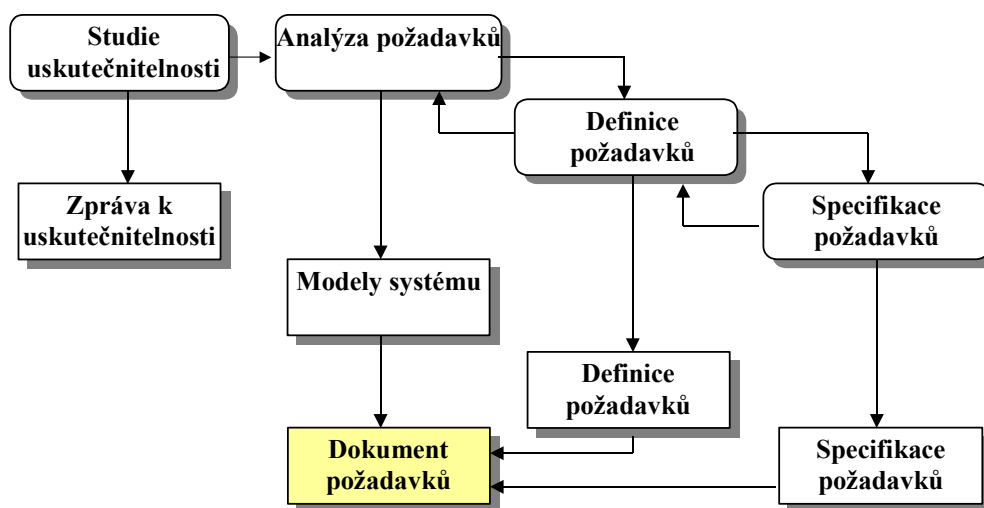 Studie
uskutečnitelnosti
Analýza požadavků
Definice
požadavků
Zpráva k
uskutečnitelnosti
Specifikace
požadavků
Modely systému
Definice
požadavků
Dokument
požadavků
Specifikace
požadavků